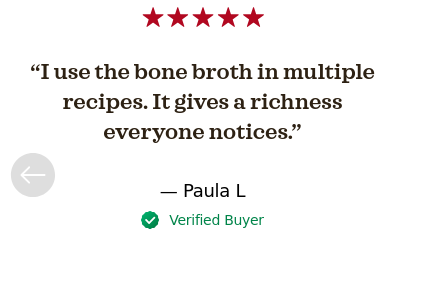 “I use the bone broth in multiple
recipes. It gives a richness
everyone notices.”
— Paula L
Verified Buyer